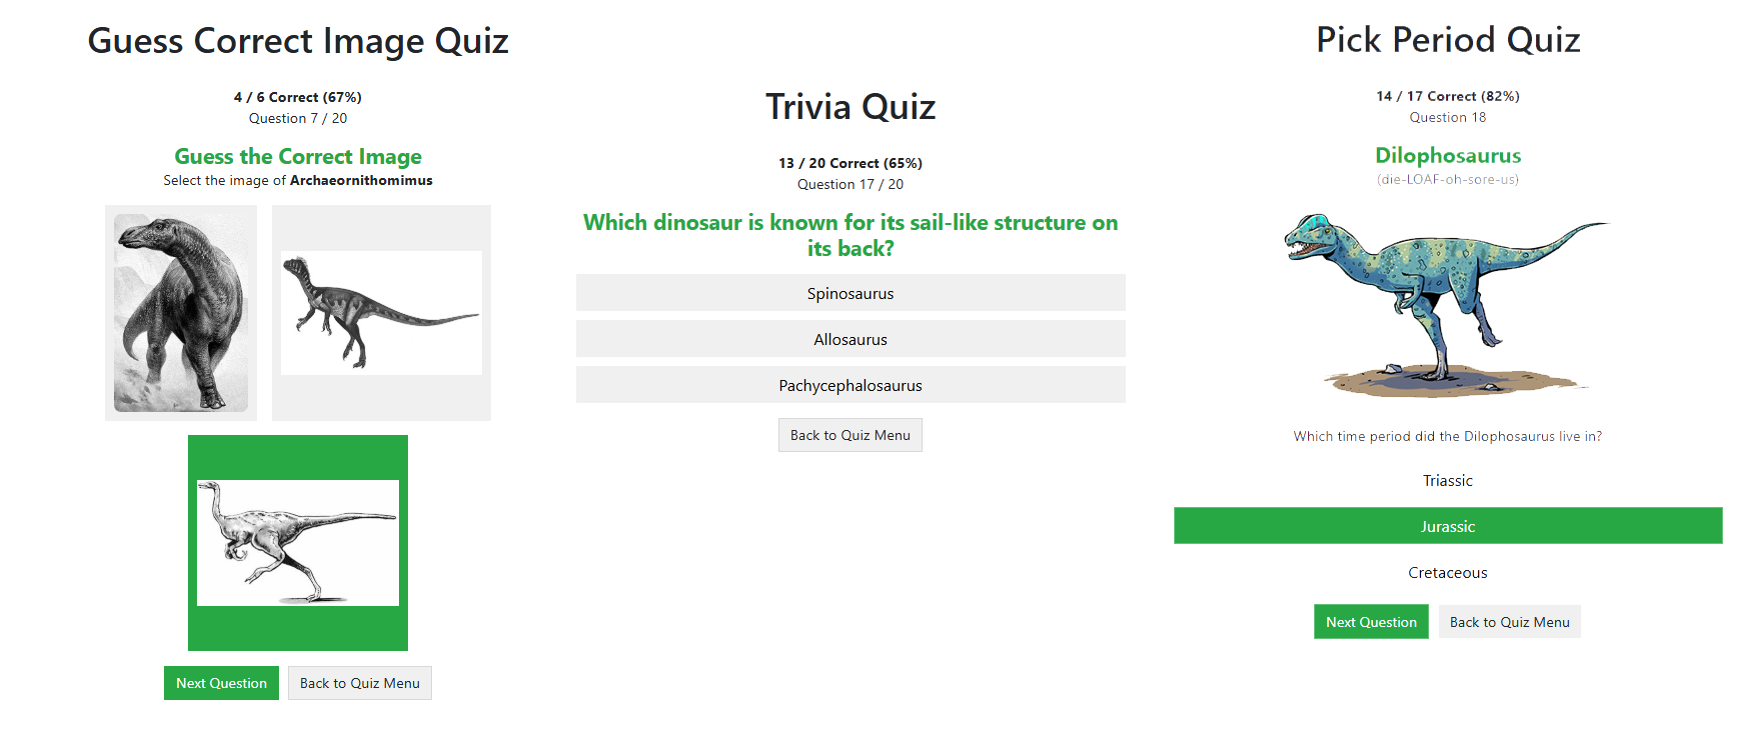 Guess Correct Image Quiz
4 / 6 Correct (67%)
Question 7 / 20
Guess the Correct Image
Select the image of Archaeornithomimus
Next Question
Back to Quiz Menu
Trivia Quiz
13 / 20 Correct (65%)
Question 17 / 20
Which dinosaur is known for its sail-like structure on
its back?
Spinosaurus
Allosaurus
Pachycephalosaurus
Back to Quiz Menu
Pick Period Quiz
14 / 17 Correct (82%)
Question 18
Dilophosaurus
(die-LOAF-oh-sore-us)
Which time period did the Dilophosaurus live in?
Triassic
Jurassic
Cretaceous
Next Question
Back to Quiz Menu